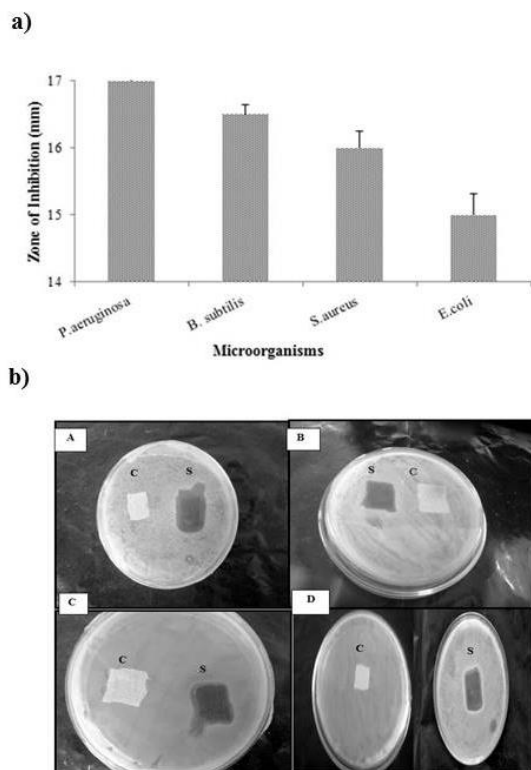 a)
17
16
15
14
Zone of Inhibition (mm)
P.aeruginosa
B. subtilis
S.aureus
E.coli
Microorganisms
b)
A
C
S
B
S
C
C
C
S
D
C
S